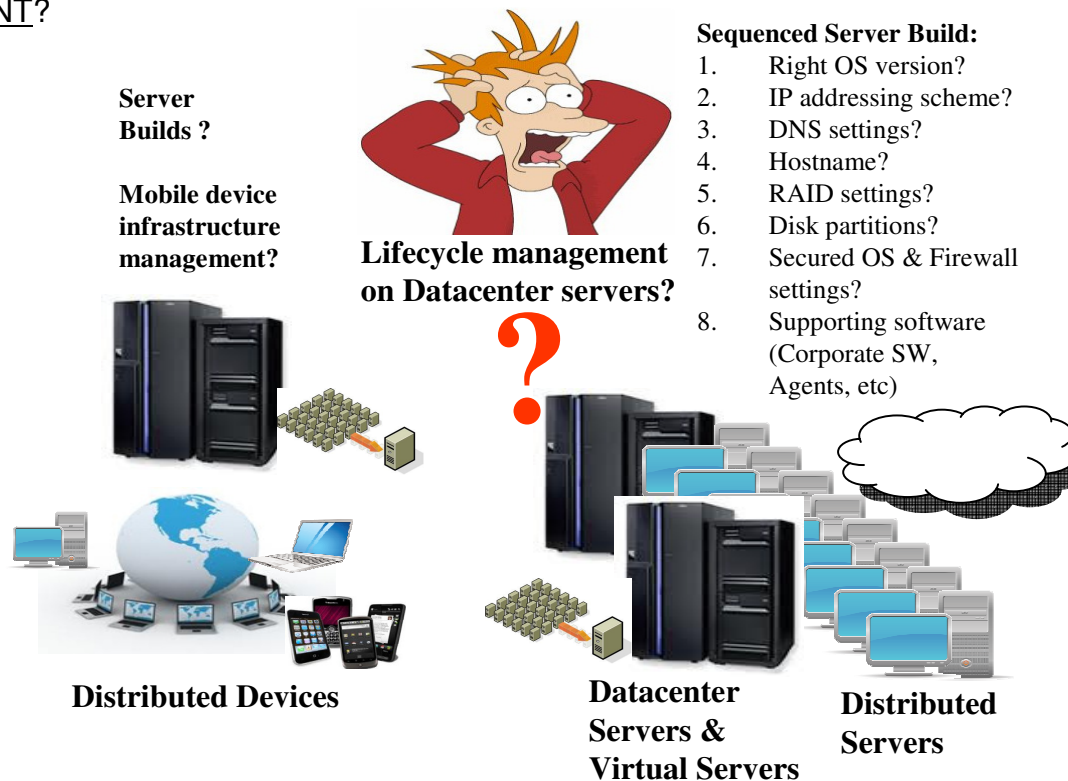 NT?
Server
Builds ?
Mobile device
infrastructure
management?
Lifecycle management
on Datacenter servers?
?
Sequenced Server Build:
1. Right OS version?
2. IP addressing scheme?
3. DNS settings?
4. Hostname?
5. RAID settings?
6. Disk partitions?
7. Secured OS & Firewall
settings?
8. Supporting software
(Corporate SW,
Agents, etc)
Distributed Devices
Datacenter
Servers &
Virtual Servers
Distributed
Servers